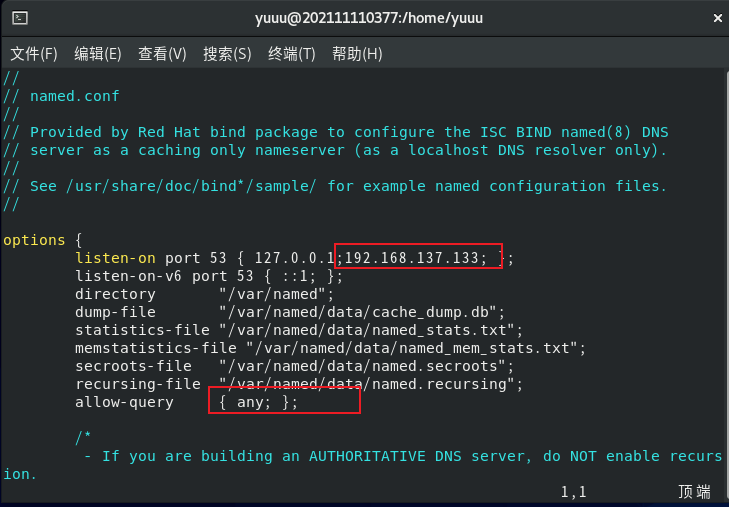 yuuu@202111110377:/home/yuuu
文件(F) 编辑(E) 查看(V) 搜索(S) 终端(T) 帮助(H)
//
// named.conf
//
// Provided by Red Hat bind package to configure the ISC BIND named(8) DNS
// server as a caching only nameserver (as a localhost DNS resolver only).
//
// See /usr/share/doc/bind*/sample/ for example named configuration files.
//
options {
listen-on port 53 { 127.0.0.1;192.168.137.133; };
listen-on-v6 port 53 { ::1; };
directory "/var/named";
dump-file "/var/named/data/cache_dump.db";
statistics-file "/var/named/data/named_stats.txt";
memstatistics-file "/var/named/data/named_mem_stats.txt";
secroots-file "/var/named/data/named.secroots";
recursing-file "/var/named/data/named.recursing";
allow-query { any; };
/*
- If you are building an AUTHORITATIVE DNS server, do NOT enable recurs
ion.
1,1 顶端